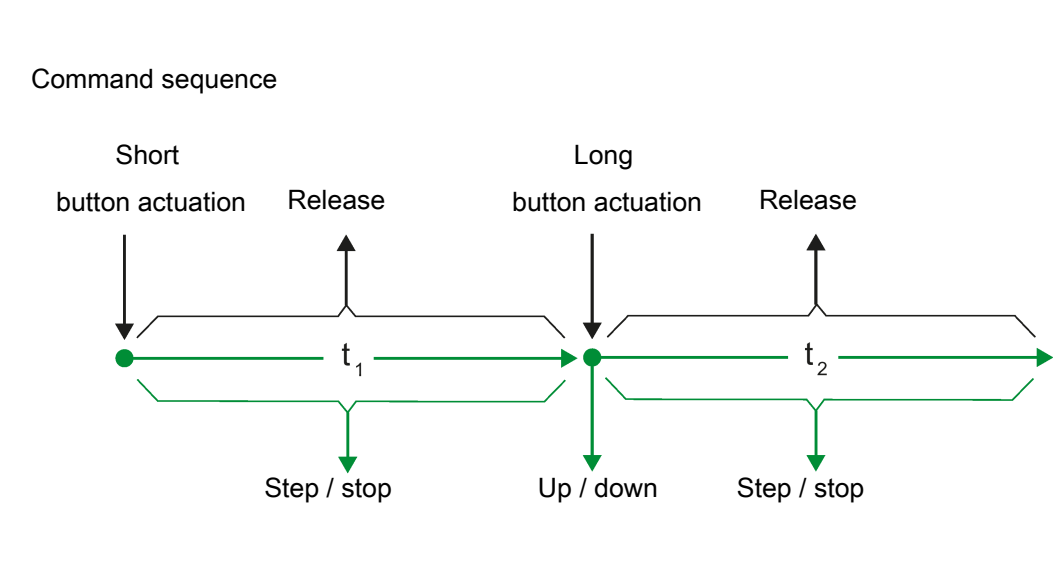 Command sequence
Short
button actuation
Release
Long
button actuation
Release
t1
t2
Step / stop
Up / down
Step / stop